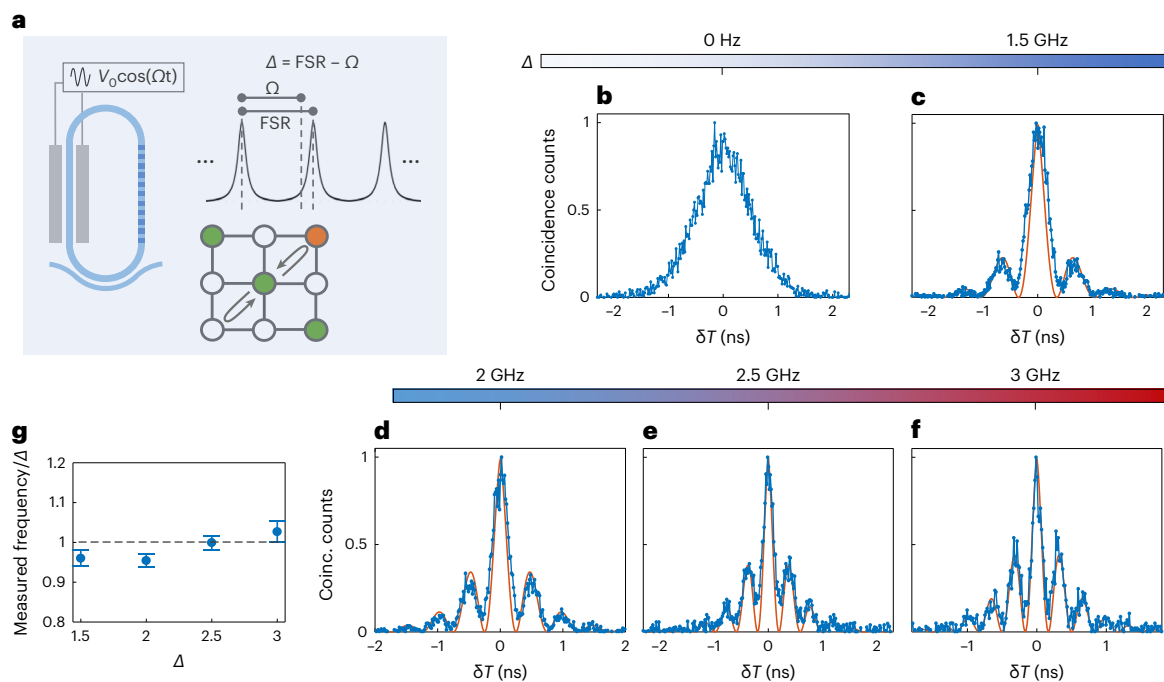 a
V₀cos(Ωt)
Δ = FSR − Ω
Ω
FSR
... ...
Δ 0 Hz 1.5 GHz
b
Coincidence counts
1
0.5
0
−2 −1 0 1 2
δT (ns)
c
1
0.5
0
−2 −1 0 1 2
δT (ns)
2 GHz 2.5 GHz 3 GHz
g
Measured frequency/Δ
1.2
1.1
1
0.9
0.8
1.5 2 2.5 3
Δ
d
Coinc. counts
1
0.5
0
−2 −1 0 1 2
δT (ns)
e
−2 −1 0 1 2
δT (ns)
f
−1 0 1
δT (ns)